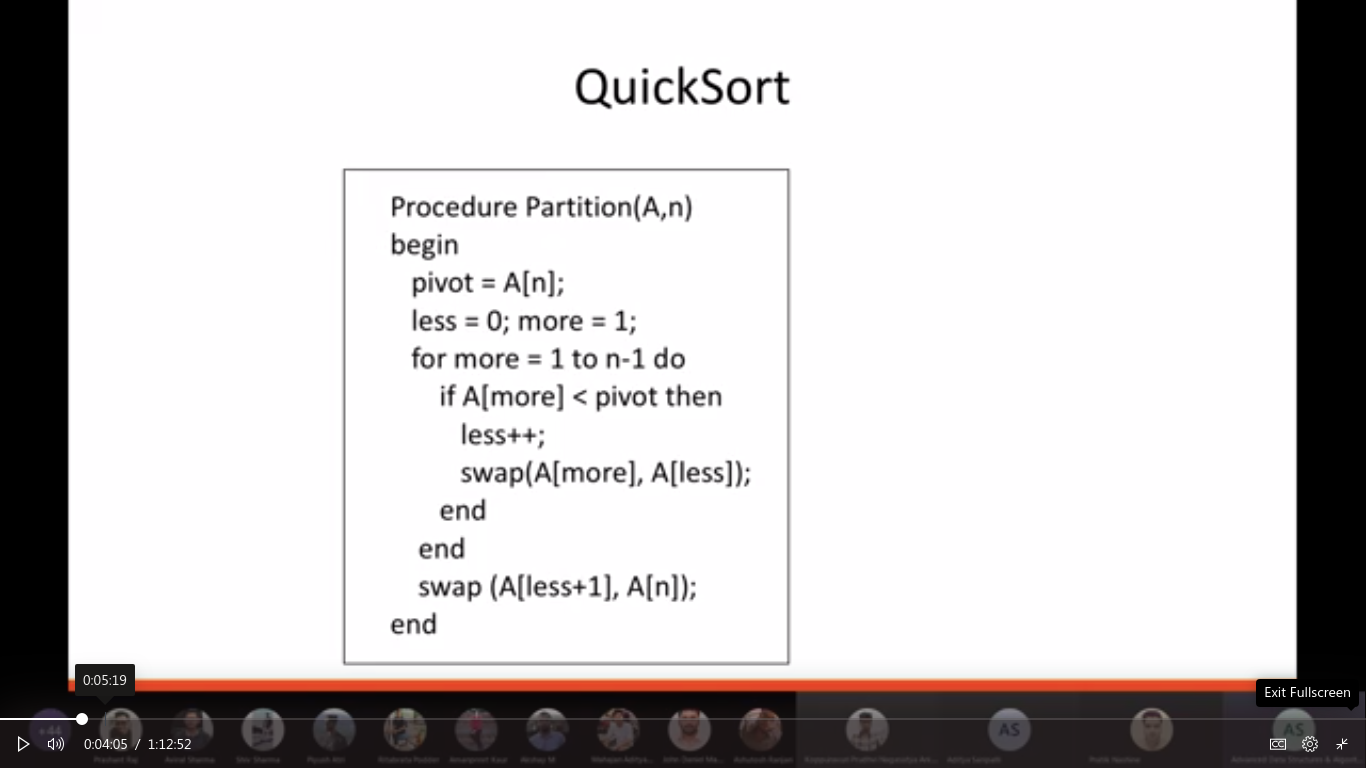 QuickSort
Procedure Partition(A,n)
begin
pivot = A[n];
less = 0; more = 1;
for more = 1 to n-1 do
if A[more] < pivot then
less++;
swap(A[more], A[less]);
end
end
swap (A[less+1], A[n]);
end
0:05:19
Exit Fullscreen
AS
AS
0:04:05 / 1:12:52
CC